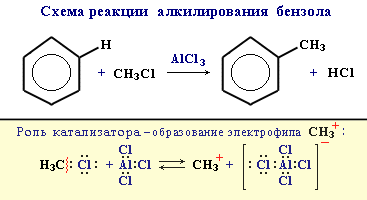 Схема реакции алкилирования бензола
H CH₃
+ CH₃Cl AlCl₃ + HCl
Роль катализатора – образование электрофила CH₃⁺:
Cl Cl
H₃C : Cl : + Al : Cl ⇌ CH₃⁺ + [ : Cl : Al : Cl ]⁻
Cl Cl